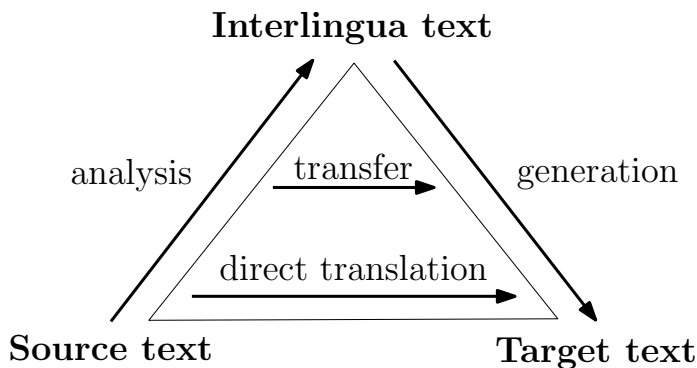 Interlingua text
analysis
transfer
generation
direct translation
Source text
Target text